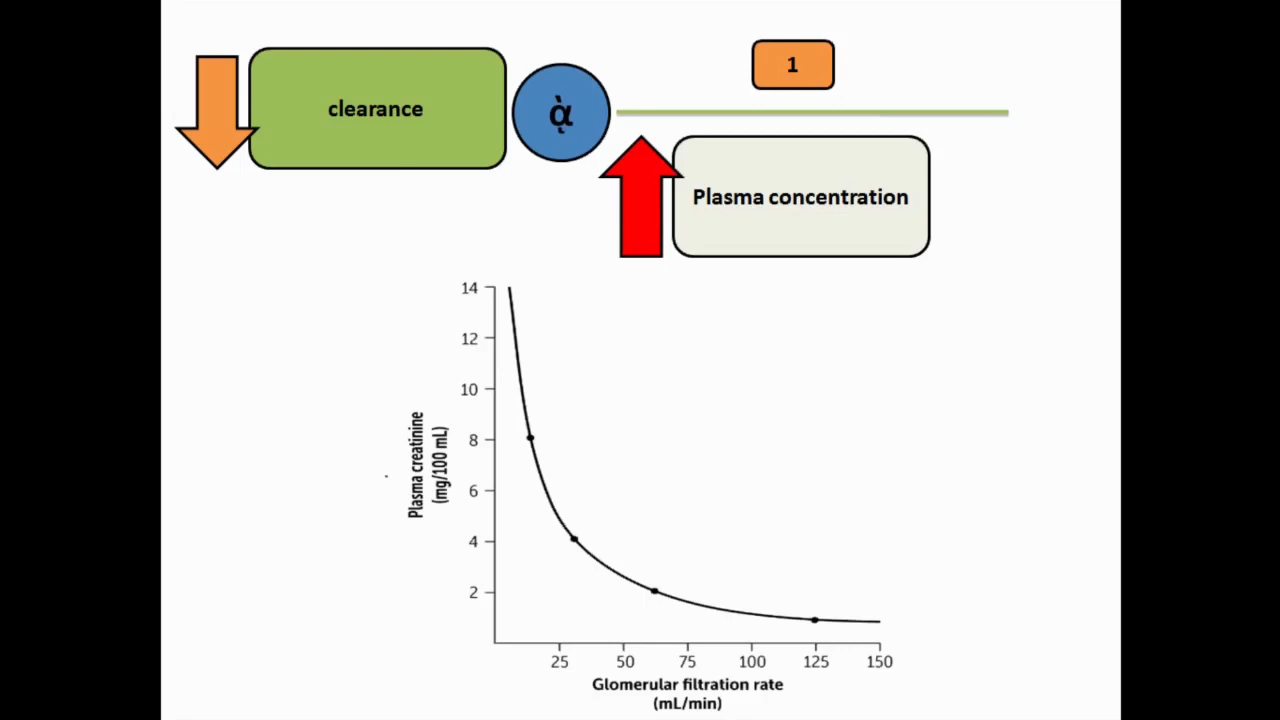 1
clearance
ᾂ
Plasma concentration
14
12
10
8
6
4
2
Plasma creatinine
(mg/100 mL)
25 50 75 100 125 150
Glomerular filtration rate
(mL/min)